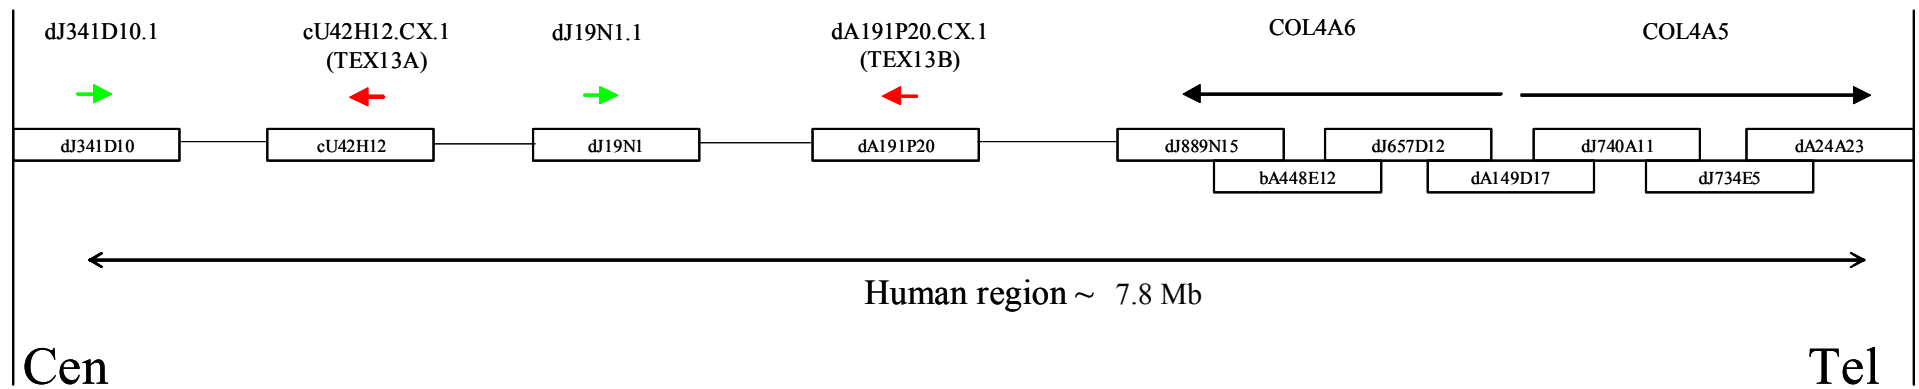 dJ341D10.1 cU42H12.CX.1 dJ19N1.1 dA191P20.CX.1 COL4A6 COL4A5
(TEX13A) (TEX13B)
dJ341D10 cU42H12 dJ19N1 dA191P20 dJ889N15 dJ657D12 dJ740A11 dA24A23
bA448E12 dA149D17 dJ734E5
Human region ~ 7.8 Mb
Cen Tel